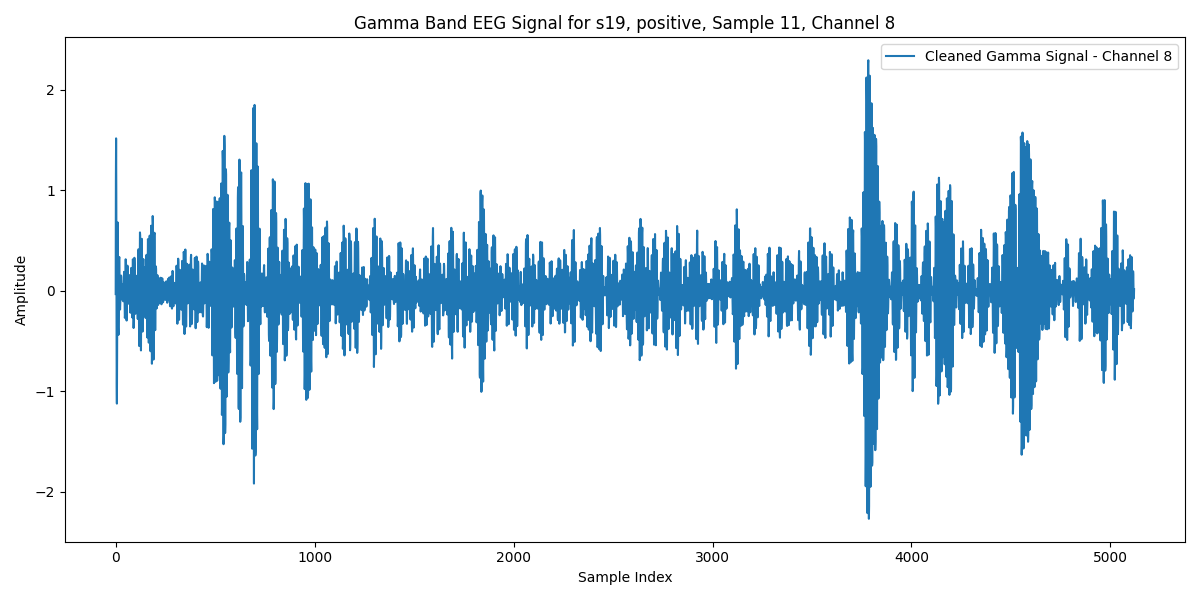 Gamma Band EEG Signal for s19, positive, Sample 11, Channel 8
Cleaned Gamma Signal - Channel 8
Amplitude
2
1
0
−1
−2
0 1000 2000 3000 4000 5000
Sample Index